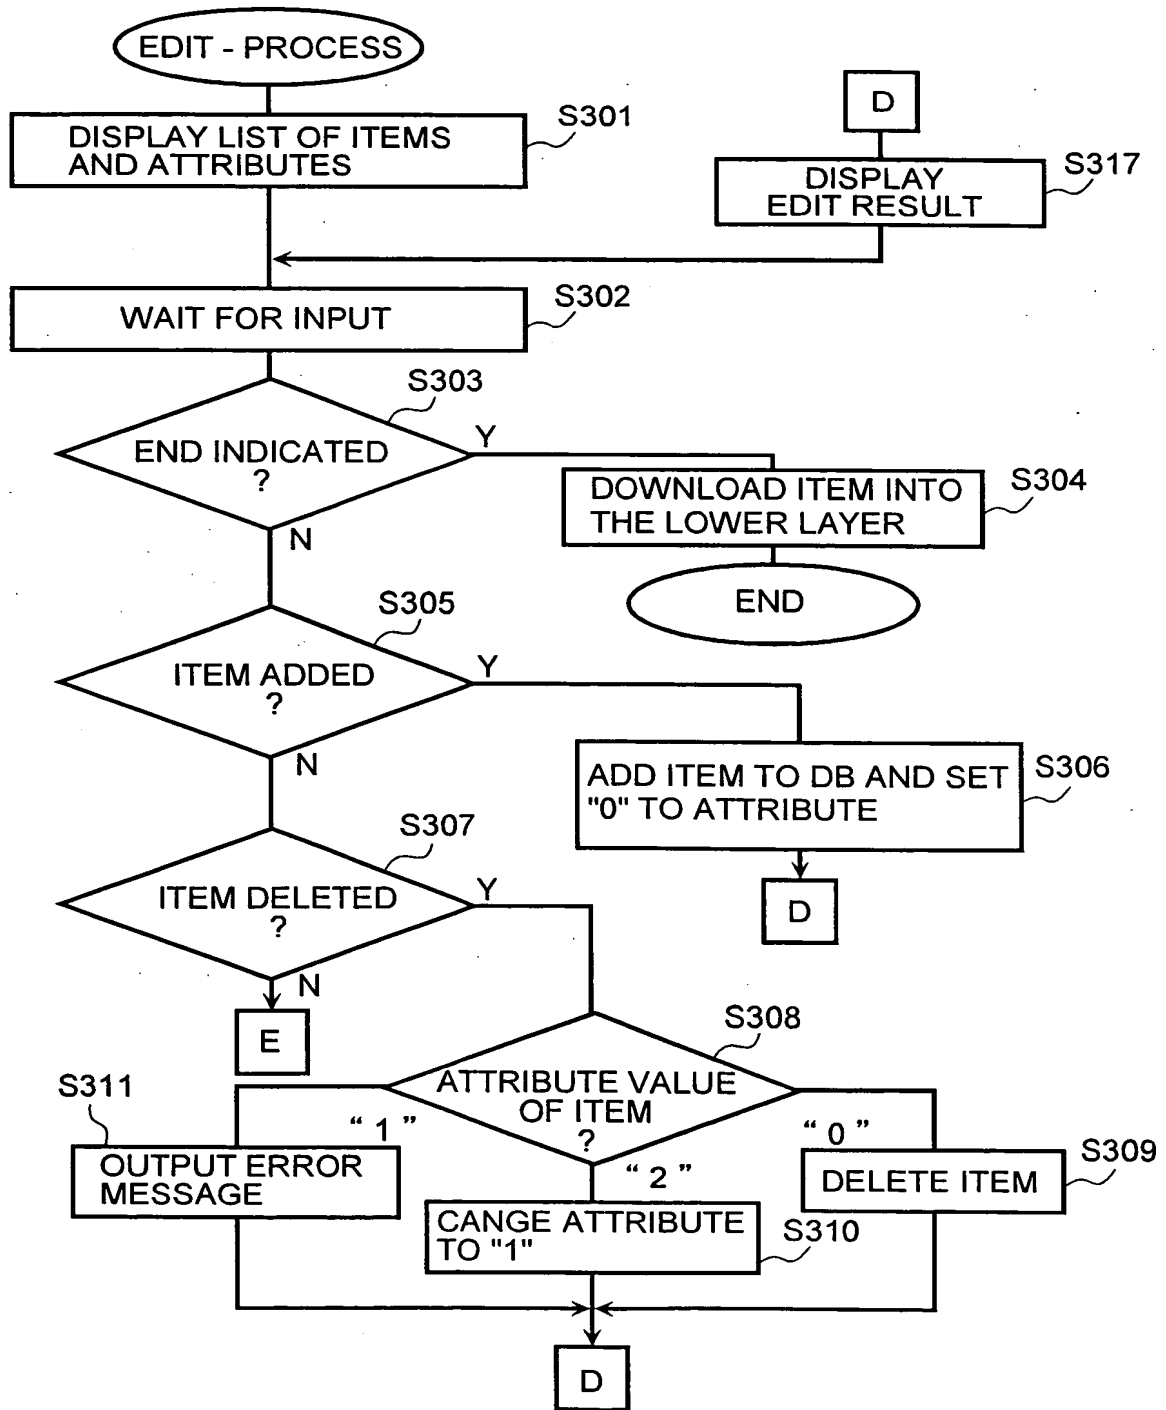 EDIT - PROCESS
DISPLAY LIST OF ITEMS
AND ATTRIBUTES
S301
D
DISPLAY
EDIT RESULT
S317
WAIT FOR INPUT
S302
END INDICATED
?
S303
Y
N
DOWNLOAD ITEM INTO
THE LOWER LAYER
S304
END
ITEM ADDED
?
S305
Y
N
ADD ITEM TO DB AND SET
"0" TO ATTRIBUTE
S306
D
ITEM DELETED
?
S307
Y
N
E
ATTRIBUTE VALUE
OF ITEM
?
S308
“ 1 ”
“ 2 ”
“ 0 ”
OUTPUT ERROR
MESSAGE
S311
CANGE ATTRIBUTE
TO "1"
S310
DELETE ITEM
S309
D